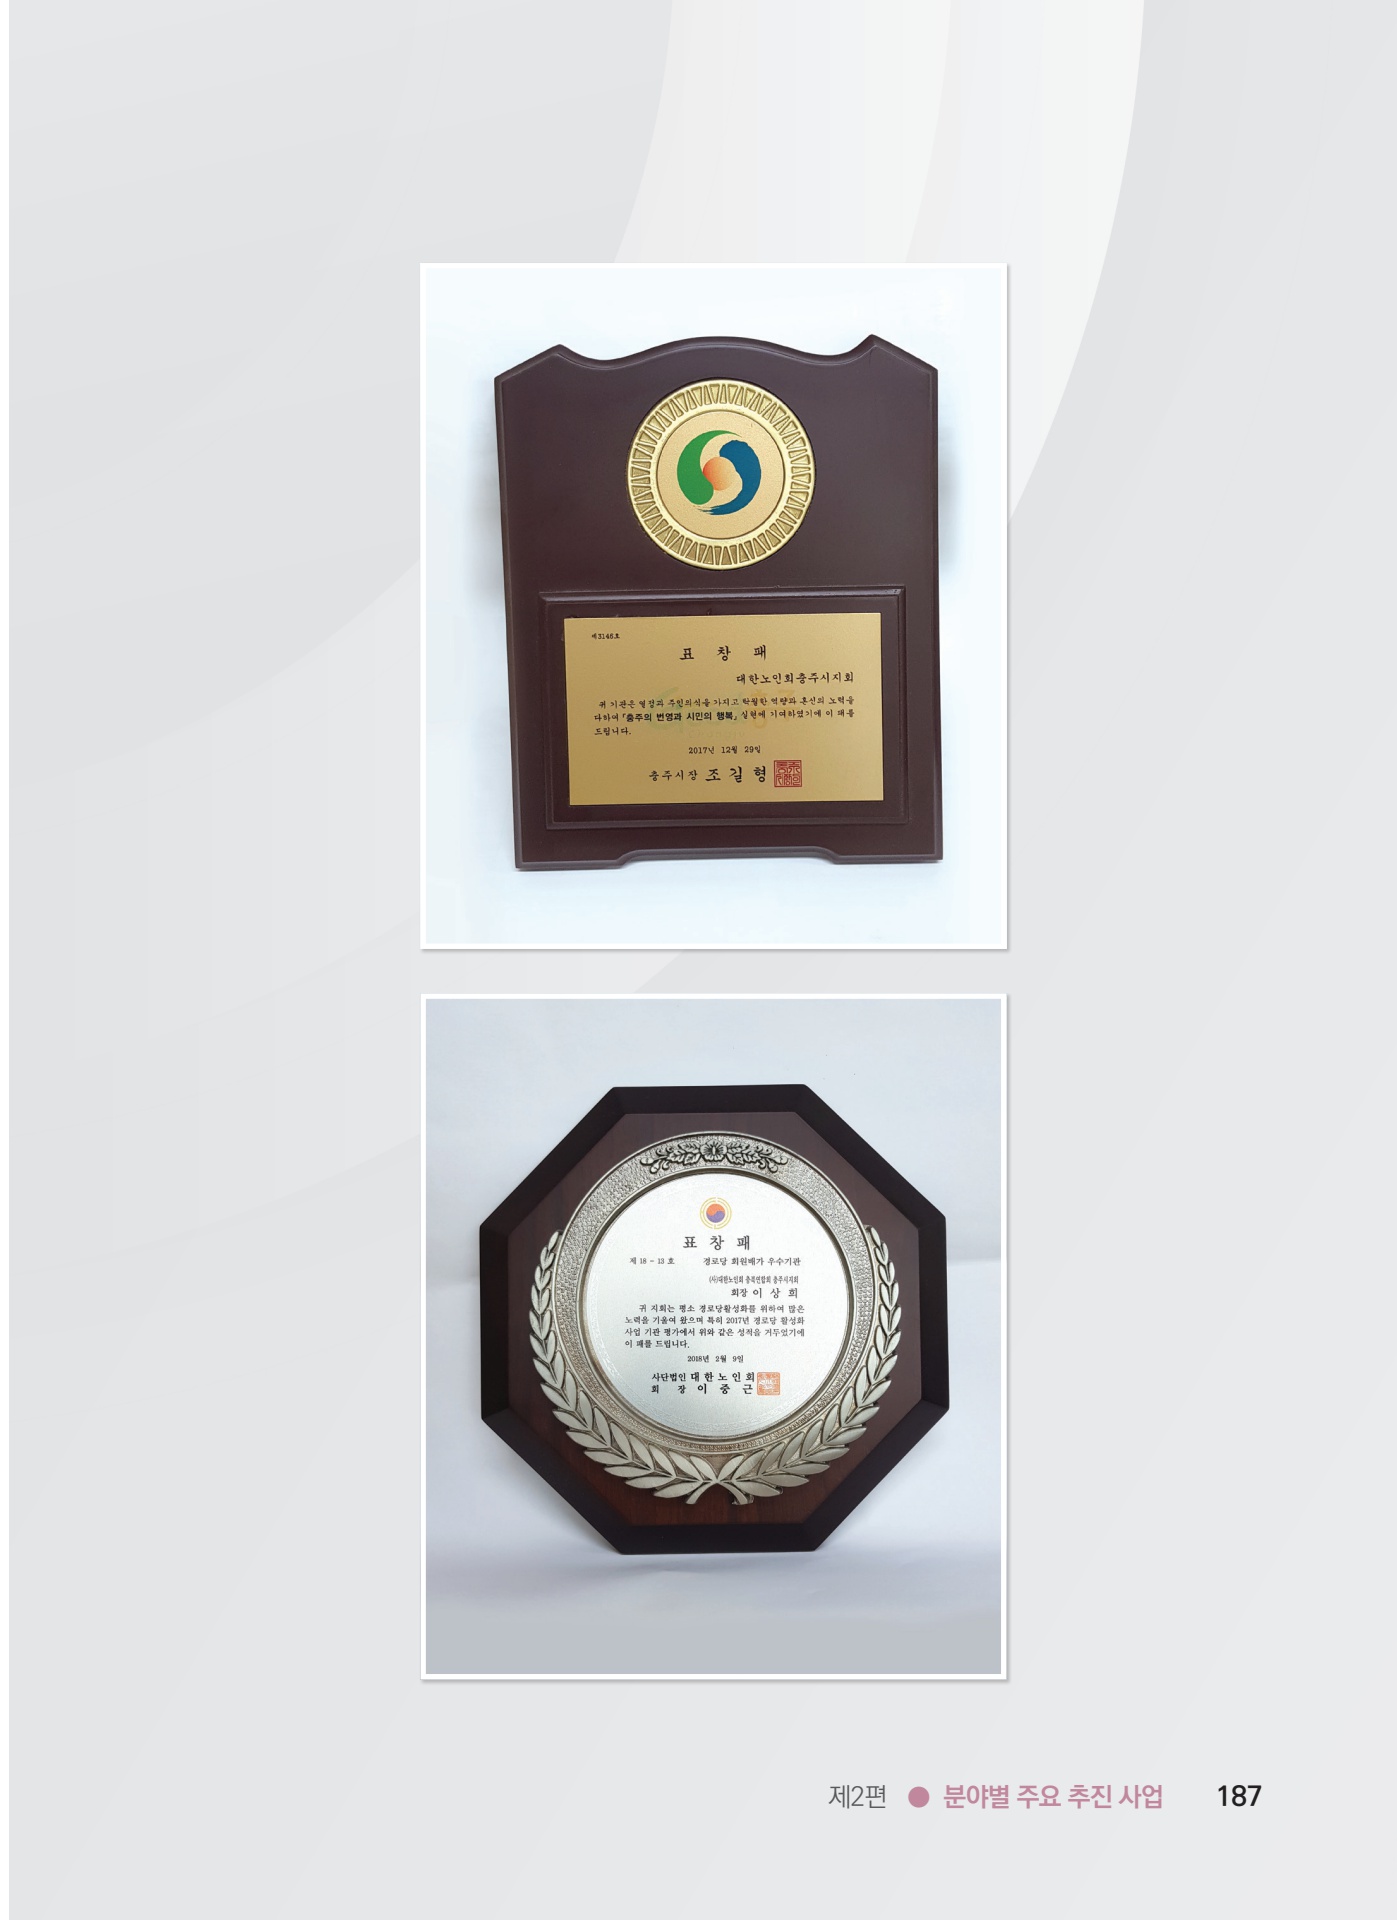 제3146호
표 창 패
대한노인회충주시지회
귀 기관은 열정과 주인의식을 가지고 탁월한 역량과 혼신의 노력을
다하여 「충주의 번영과 시민의 행복」 실현에 기여하였기에 이 패를
드립니다.
2017년 12월 29일
충주시장 조 길 형
표 창 패
제 18 - 13 호 경로당 회원배가 우수기관
(사)대한노인회 충북연합회 충주시지회
회장 이 상 희
귀 지회는 평소 경로당활성화를 위하여 많은
노력을 기울여 왔으며 특히 2017년 경로당 활성화
사업 기관 평가에서 위와 같은 성적을 거두었기에
이 패를 드립니다.
2018년 2월 9일
사단법인 대 한 노 인 회
회 장 이 중 근
제2편 ● 분야별 주요 추진 사업 187